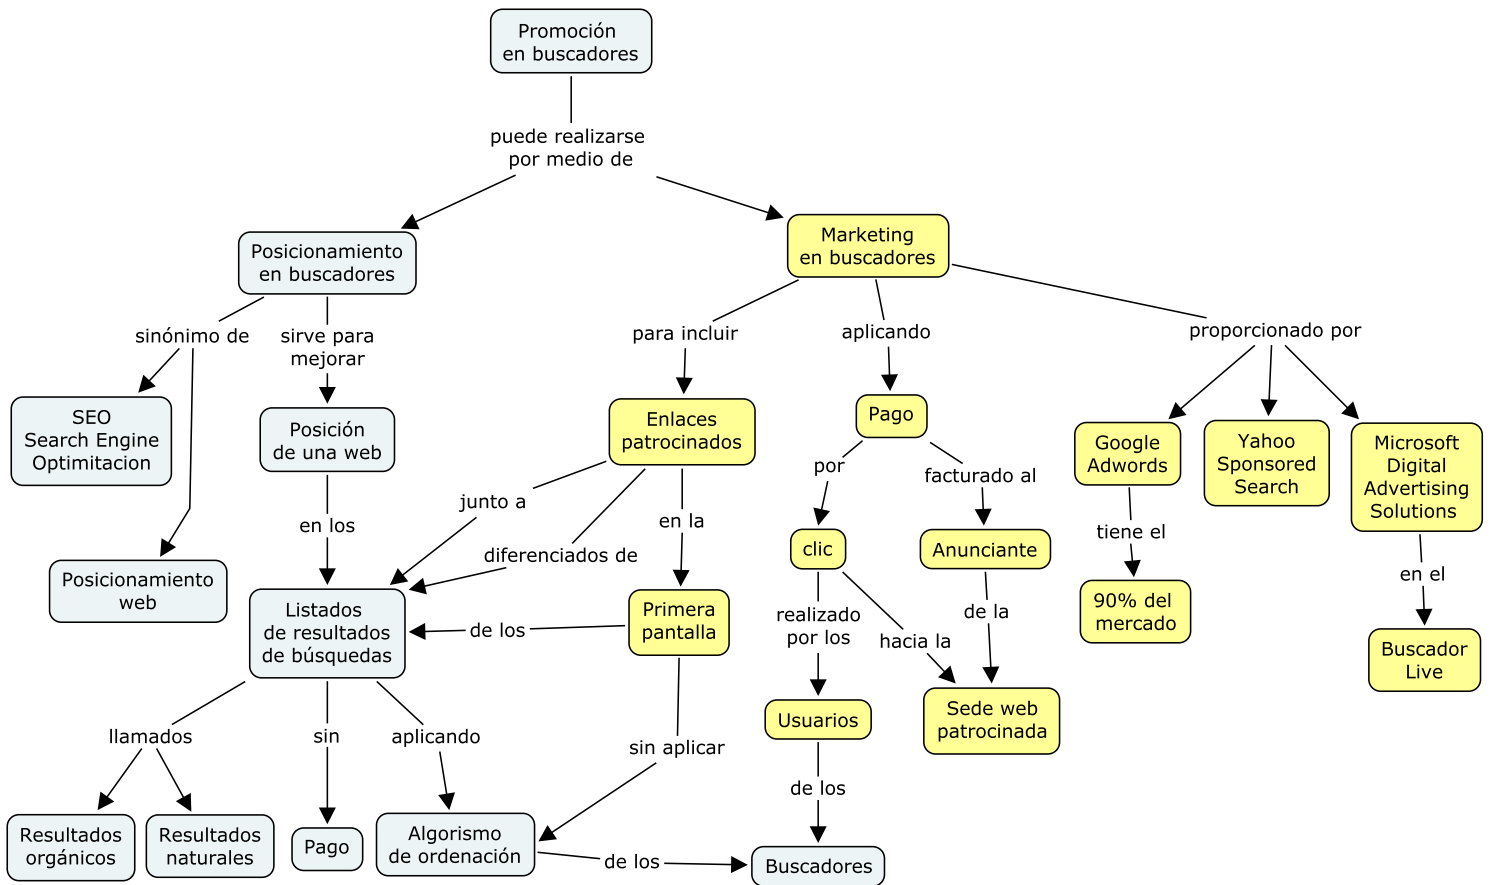 Promoción
en buscadores
puede realizarse
por medio de
Posicionamiento
en buscadores
Marketing
en buscadores
sinónimo de
sirve para
mejorar
para incluir
aplicando
proporcionado por
SEO
Search Engine
Optimitacion
Posición
de una web
Enlaces
patrocinados
Pago
Google
Adwords
Yahoo
Sponsored
Search
Microsoft
Digital
Advertising
Solutions
junto a
en la
por
facturado al
en los
diferenciados de
clic
Anunciante
tiene el
en el
Posicionamiento
web
Listados
de resultados
de búsquedas
de los
Primera
pantalla
realizado
por los
hacia la
de la
90% del
mercado
Buscador
Live
llamados
sin
aplicando
sin aplicar
Usuarios
Sede web
patrocinada
de los
Resultados
orgánicos
Resultados
naturales
Pago
Algorismo
de ordenación
de los
Buscadores